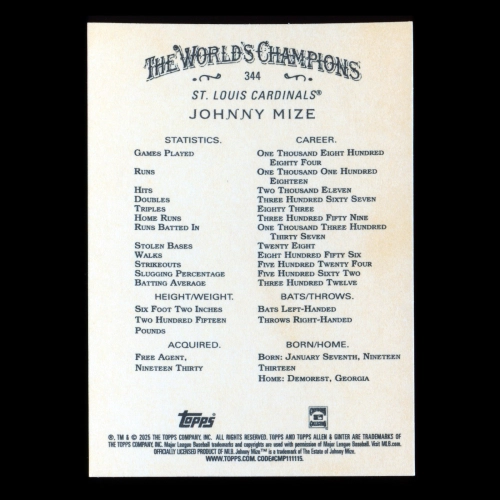 THE WORLD'S CHAMPIONS
344
ST. LOUIS CARDINALS®
JOHNNY MIZE
STATISTICS. CAREER.
GAMES PLAYED ONE THOUSAND EIGHT HUNDRED
EIGHTY FOUR
RUNS ONE THOUSAND ONE HUNDRED
EIGHTEEN
HITS TWO THOUSAND ELEVEN
DOUBLES THREE HUNDRED SIXTY SEVEN
TRIPLES EIGHTY THREE
HOME RUNS THREE HUNDRED FIFTY NINE
RUNS BATTED IN ONE THOUSAND THREE HUNDRED
THIRTY SEVEN
STOLEN BASES TWENTY EIGHT
WALKS EIGHT HUNDRED FIFTY SIX
STRIKEOUTS FIVE HUNDRED TWENTY FOUR
SLUGGING PERCENTAGE FIVE HUNDRED SIXTY TWO
BATTING AVERAGE THREE HUNDRED TWELVE
HEIGHT/WEIGHT. BATS/THROWS.
SIX FOOT TWO INCHES BATS LEFT-HANDED
TWO HUNDRED FIFTEEN THROWS RIGHT-HANDED
POUNDS
ACQUIRED. BORN/HOME.
FREE AGENT, BORN: JANUARY SEVENTH, NINETEEN
NINETEEN THIRTY THIRTEEN
HOME: DEMOREST, GEORGIA
Topps
®, TM & © 2025 THE TOPPS COMPANY, INC. ALL RIGHTS RESERVED. TOPPS AND TOPPS ALLEN & GINTER ARE TRADEMARKS OF
THE TOPPS COMPANY, INC. Major League Baseball trademarks and copyrights are used with permission of Major League Baseball. Visit MLB.com.
OFFICIALLY LICENSED PRODUCT OF MLB. Johnny Mize™ is a trademark of The Estate of Johnny Mize.
WWW.TOPPS.COM. CODE#CMP111115.